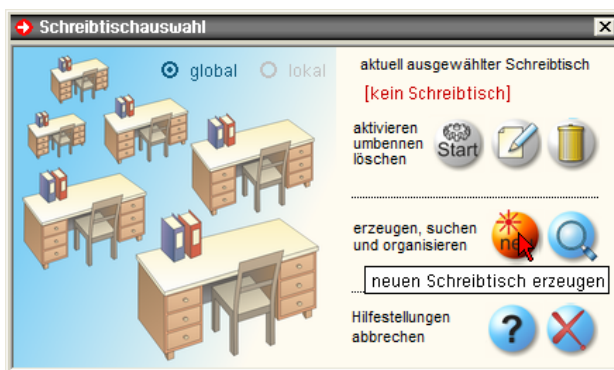 Schreibtischauswahl
global lokal
aktuell ausgewählter Schreibtisch
[kein Schreibtisch]
aktivieren
umbennen
löschen
Start
erzeugen, suchen
und organisieren
neuen Schreibtisch erzeugen
Hilfestellungen
abbrechen
?